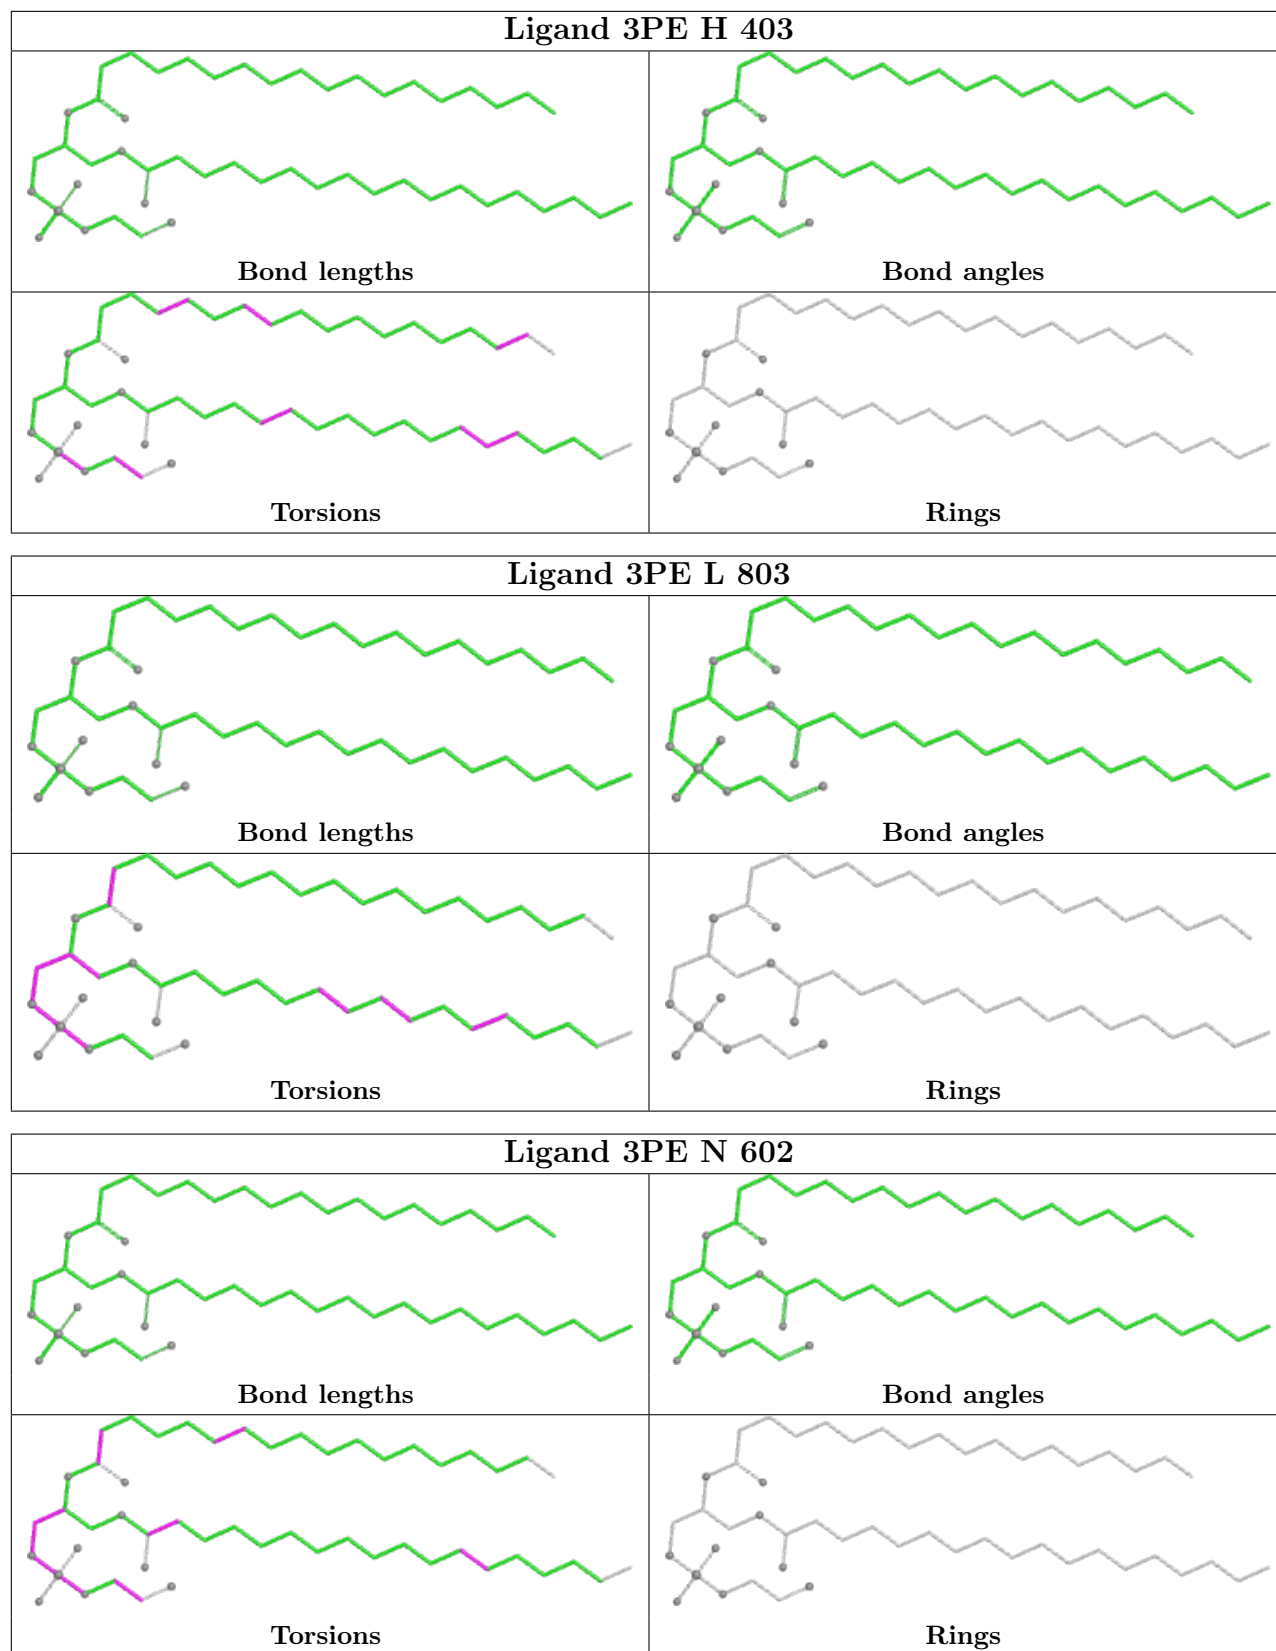 Ligand 3PE H 403
Bond lengths
Bond angles
Torsions
Rings
Ligand 3PE L 803
Bond lengths
Bond angles
Torsions
Rings
Ligand 3PE N 602
Bond lengths
Bond angles
Torsions
Rings